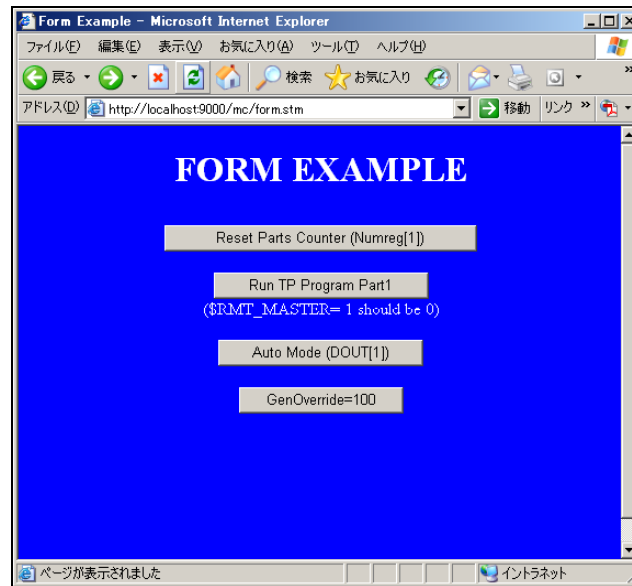 Form Example - Microsoft Internet Explorer
ファイル(F) 編集(E) 表示(V) お気に入り(A) ツール(T) ヘルプ(H)
戻る 検索 お気に入り »
アドレス(D) http://localhost:9000/mc/form.stm 移動 リンク »
FORM EXAMPLE
Reset Parts Counter (Numreg[1])
Run TP Program Part1
($RMT_MASTER= 1 should be 0)
Auto Mode (DOUT[1])
GenOverride=100
ページが表示されました イントラネット